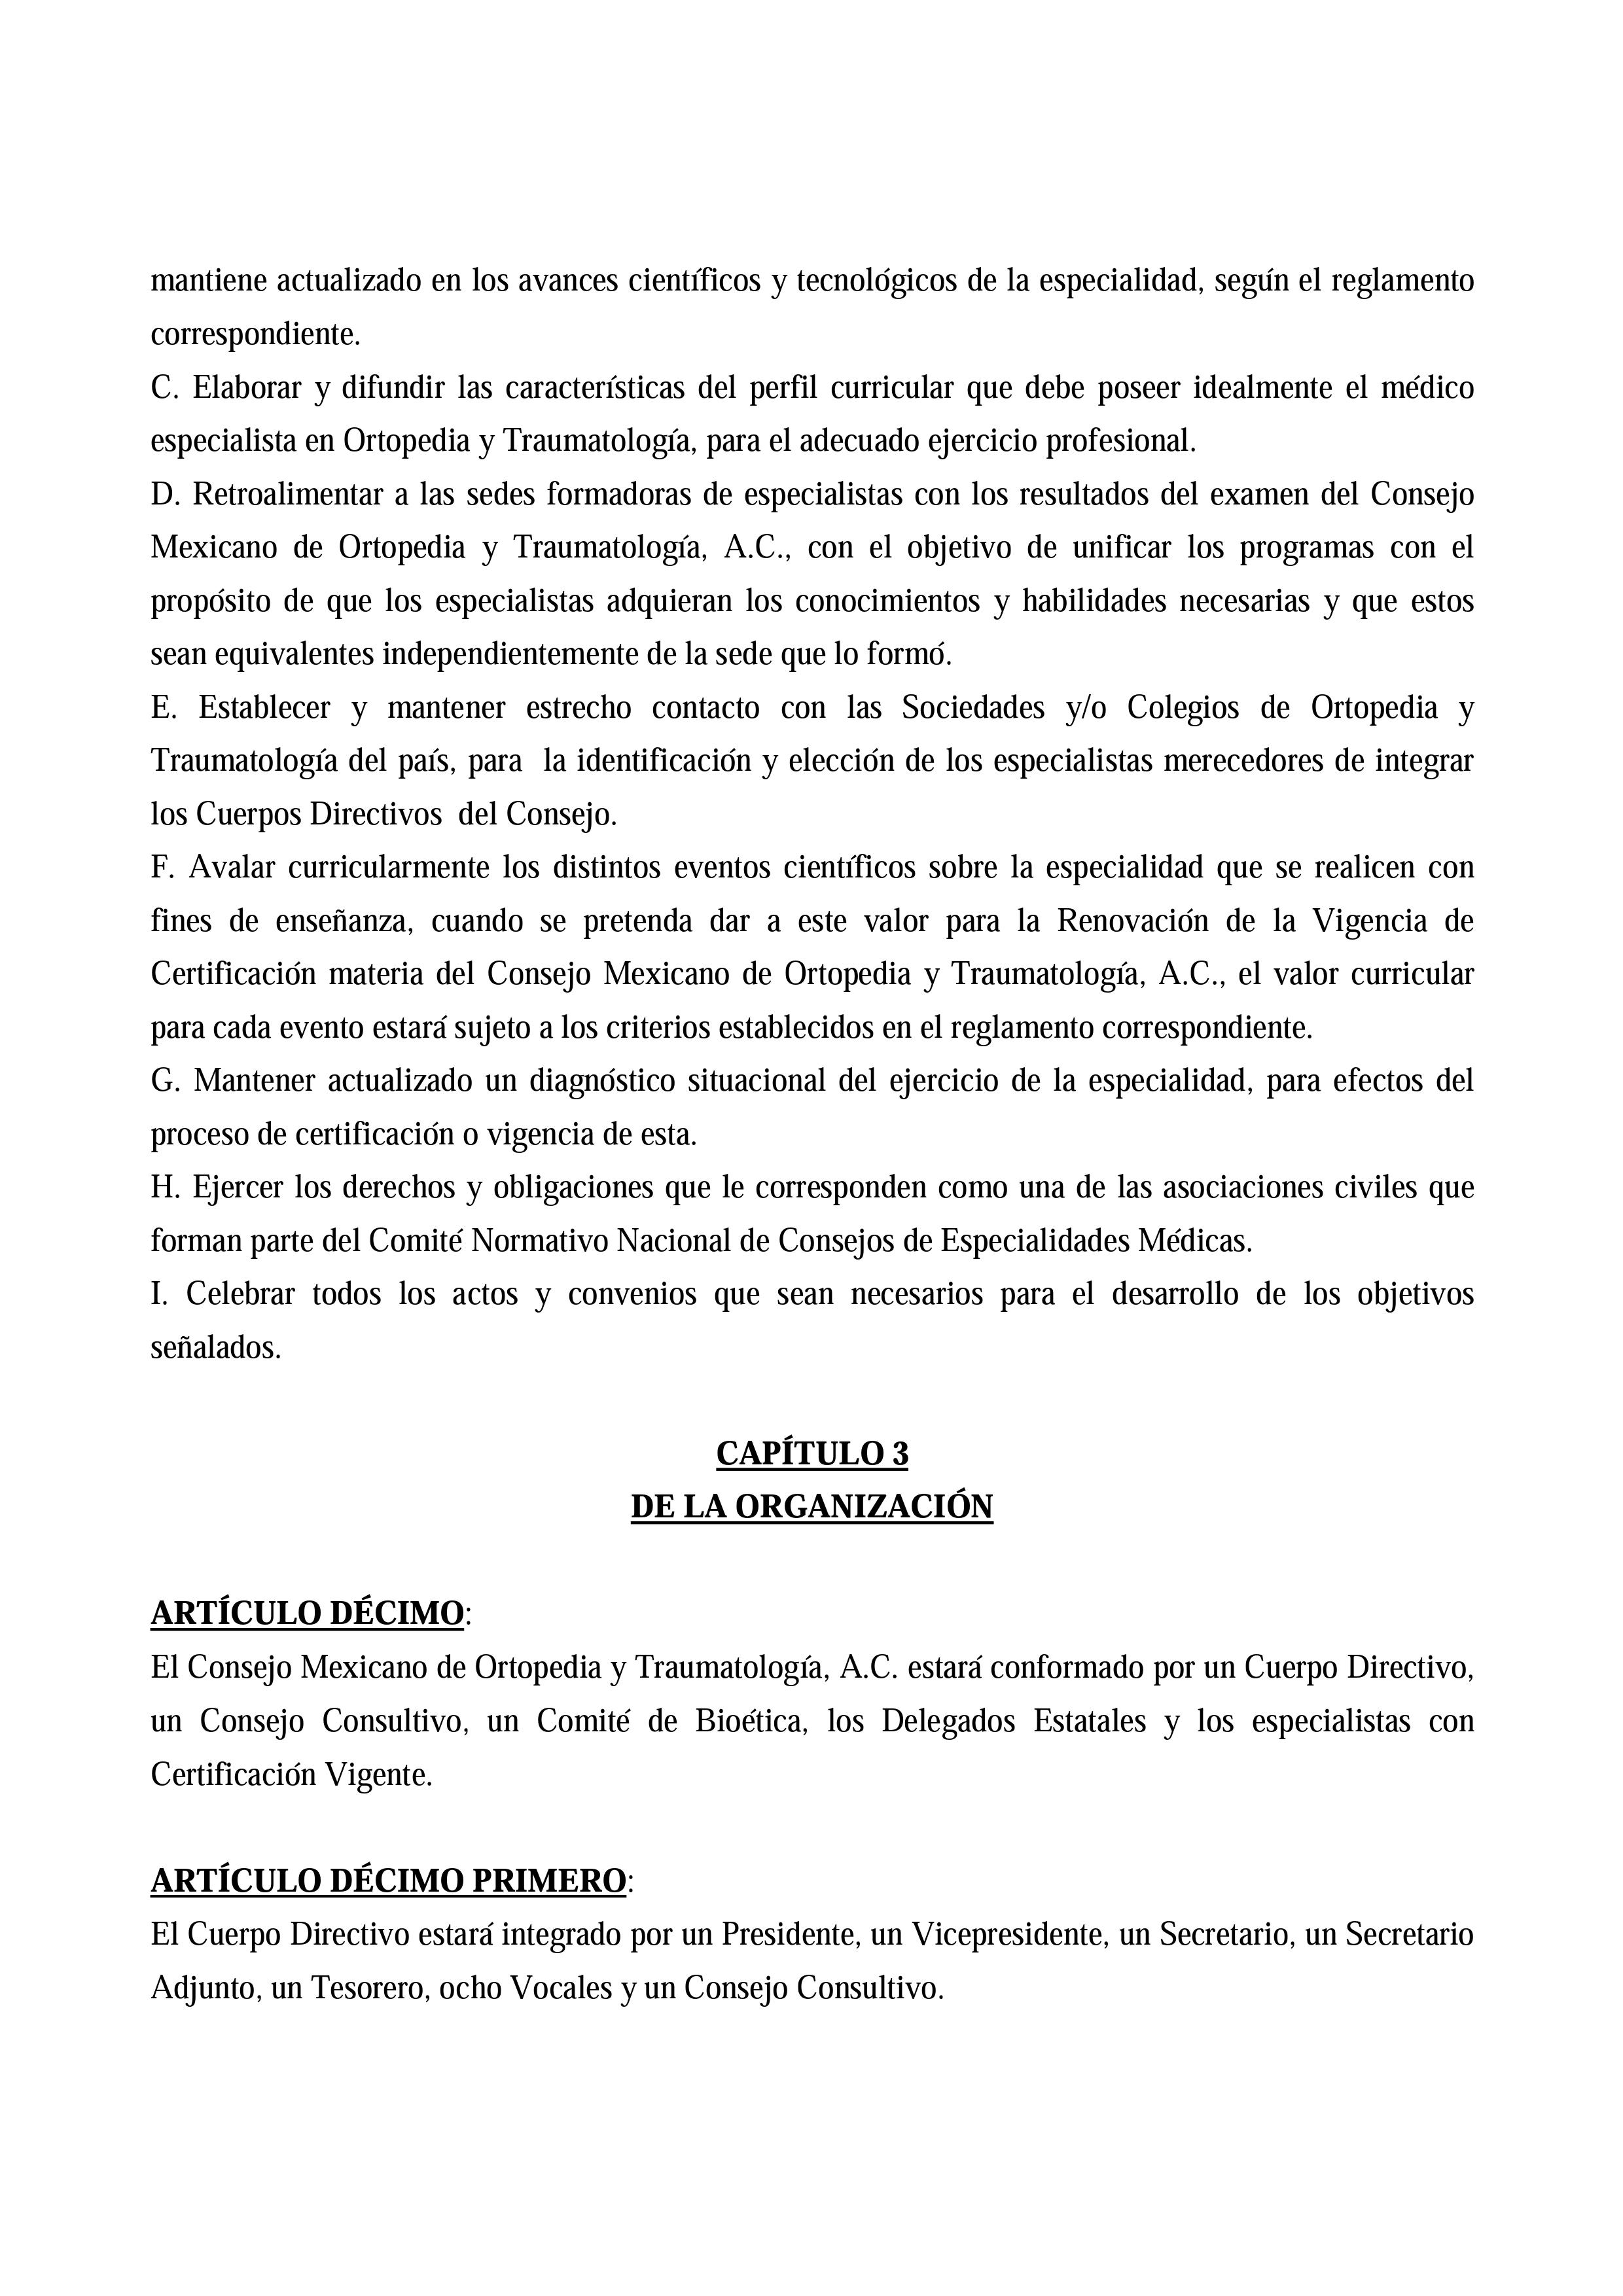 mantiene actualizado en los avances científicos y tecnológicos de la especialidad, según el reglamento
correspondiente.
C. Elaborar y difundir las características del perfil curricular que debe poseer idealmente el médico
especialista en Ortopedia y Traumatología, para el adecuado ejercicio profesional.
D. Retroalimentar a las sedes formadoras de especialistas con los resultados del examen del Consejo
Mexicano de Ortopedia y Traumatología, A.C., con el objetivo de unificar los programas con el
propósito de que los especialistas adquieran los conocimientos y habilidades necesarias y que estos
sean equivalentes independientemente de la sede que lo formó.
E. Establecer y mantener estrecho contacto con las Sociedades y/o Colegios de Ortopedia y
Traumatología del país, para  la identificación y elección de los especialistas merecedores de integrar
los Cuerpos Directivos  del Consejo.
F. Avalar curricularmente los distintos eventos científicos sobre la especialidad que se realicen con
fines de enseñanza, cuando se pretenda dar a este valor para la Renovación de la Vigencia de
Certificación materia del Consejo Mexicano de Ortopedia y Traumatología, A.C., el valor curricular
para cada evento estará sujeto a los criterios establecidos en el reglamento correspondiente.
G. Mantener actualizado un diagnóstico situacional del ejercicio de la especialidad, para efectos del
proceso de certificación o vigencia de esta.
H. Ejercer los derechos y obligaciones que le corresponden como una de las asociaciones civiles que
forman parte del Comité Normativo Nacional de Consejos de Especialidades Médicas.
I. Celebrar todos los actos y convenios que sean necesarios para el desarrollo de los objetivos
señalados.
CAPÍTULO 3
DE LA ORGANIZACIÓN
ARTÍCULO DÉCIMO:
El Consejo Mexicano de Ortopedia y Traumatología, A.C. estará conformado por un Cuerpo Directivo,
un Consejo Consultivo, un Comité de Bioética, los Delegados Estatales y los especialistas con
Certificación Vigente.
ARTÍCULO DÉCIMO PRIMERO:
El Cuerpo Directivo estará integrado por un Presidente, un Vicepresidente, un Secretario, un Secretario
Adjunto, un Tesorero, ocho Vocales y un Consejo Consultivo.